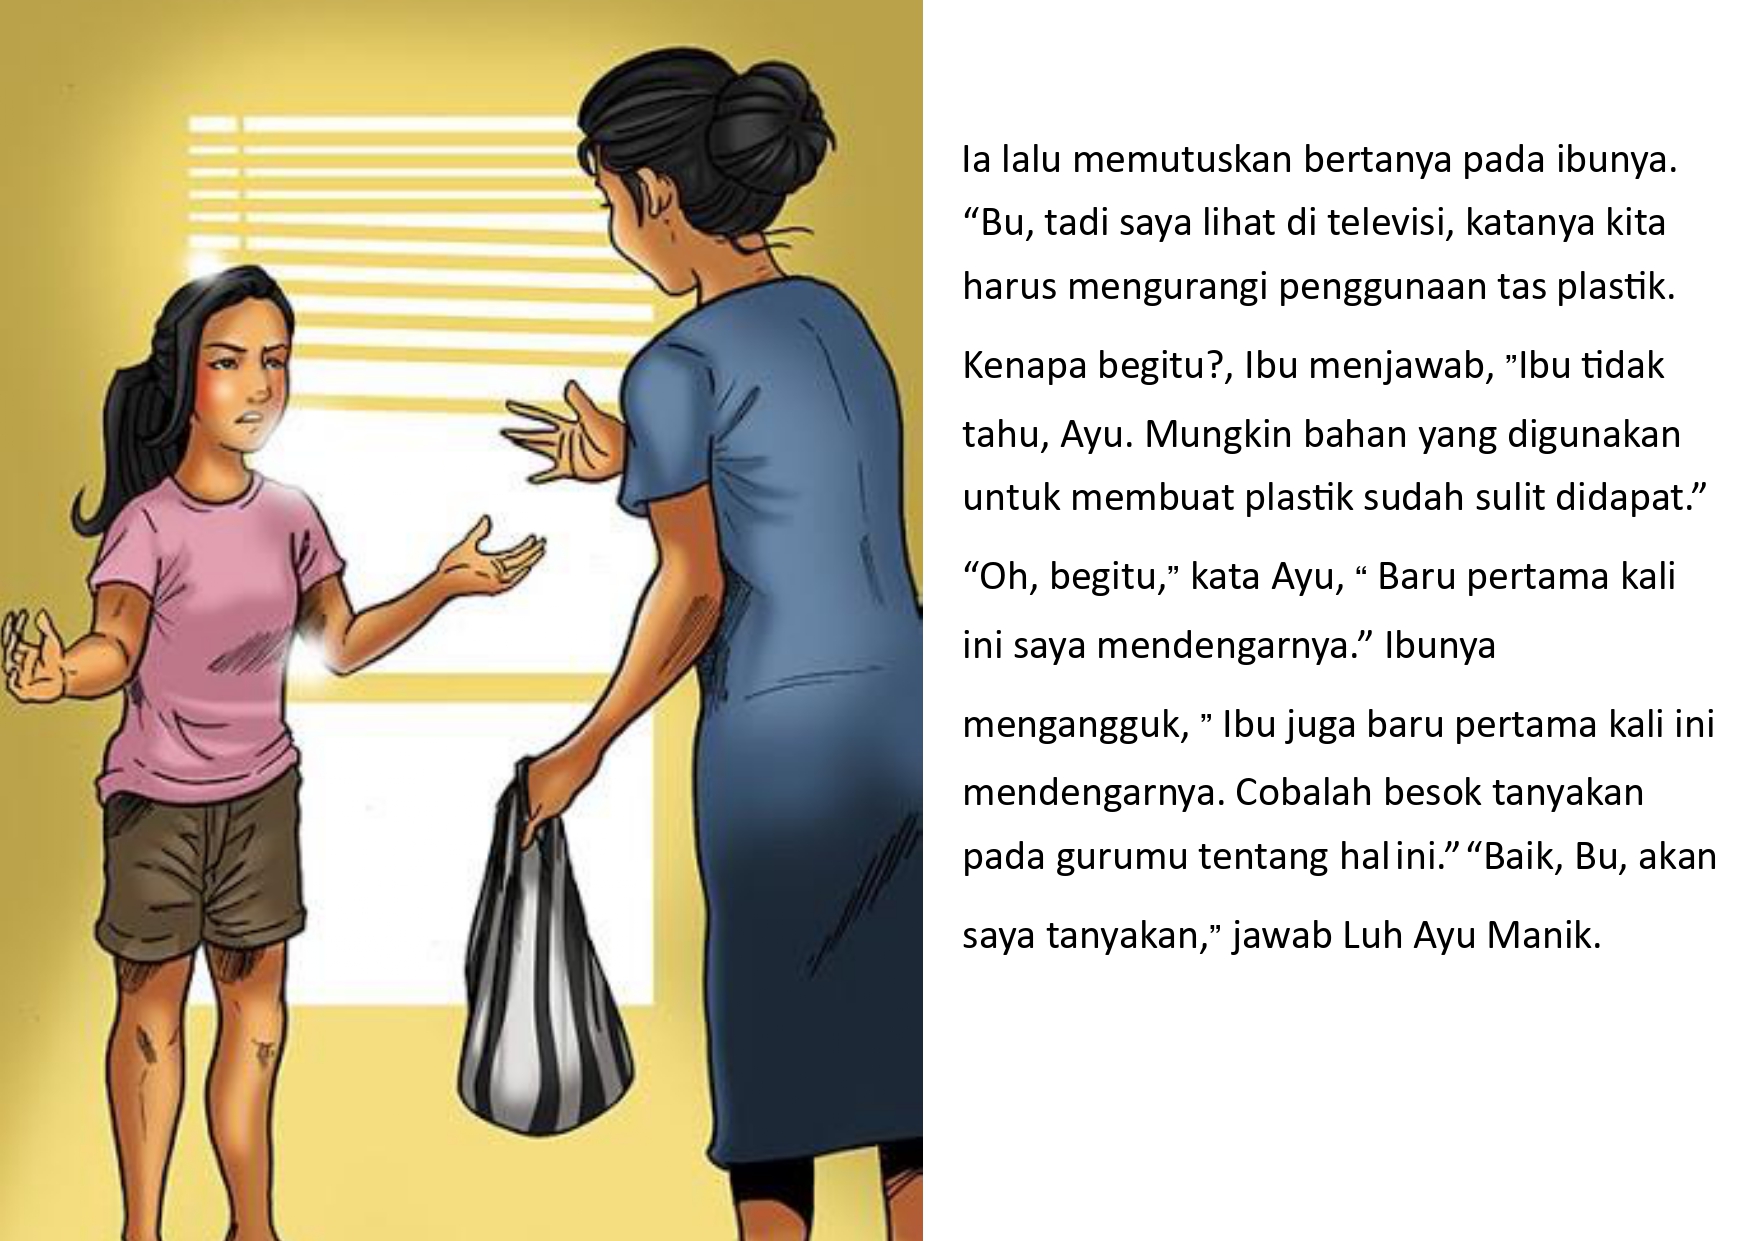 Ia lalu memutuskan bertanya pada ibunya.
“Bu, tadi saya lihat di televisi, katanya kita
harus mengurangi penggunaan tas plastik.
Kenapa begitu?, Ibu menjawab, ”Ibu tidak
tahu, Ayu. Mungkin bahan yang digunakan
untuk membuat plastik sudah sulit didapat.”
“Oh, begitu,” kata Ayu, “ Baru pertama kali
ini saya mendengarnya.” Ibunya
mengangguk, ” Ibu juga baru pertama kali ini
mendengarnya. Cobalah besok tanyakan
pada gurumu tentang hal ini.” “Baik, Bu, akan
saya tanyakan,” jawab Luh Ayu Manik.